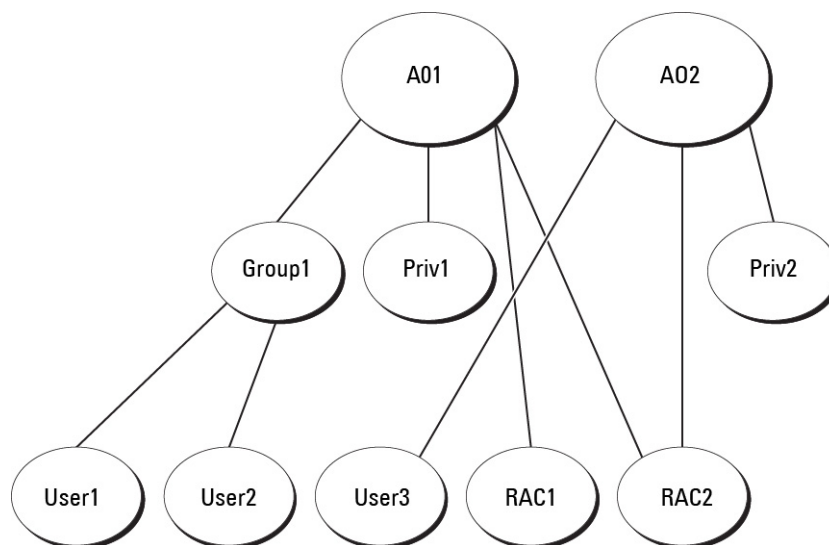 A01
AO2
Group1
Priv1
Priv2
User1
User2
User3
RAC1
RAC2